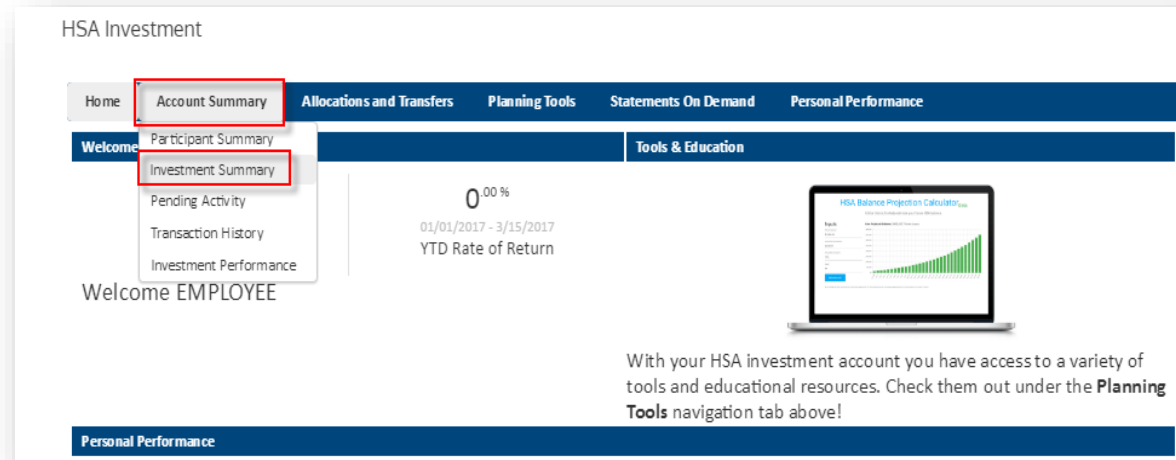 HSA Investment
Home Account Summary Allocations and Transfers Planning Tools Statements On Demand Personal Performance
Welcome
Participant Summary
Investment Summary
Pending Activity
Transaction History
Investment Performance
0.00 %
01/01/2017 - 3/15/2017
YTD Rate of Return
Welcome EMPLOYEE
Tools & Education
HSA Balance Projection Calculator
With your HSA investment account you have access to a variety of
tools and educational resources. Check them out under the Planning
Tools navigation tab above!
Personal Performance